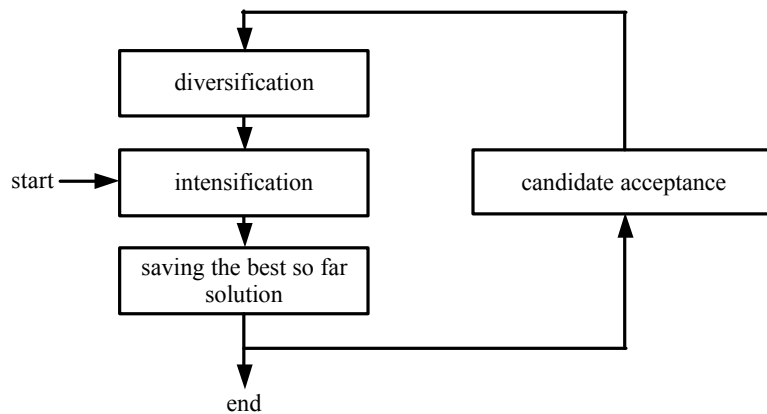 diversification
start
intensification
candidate acceptance
saving the best so far
solution
end